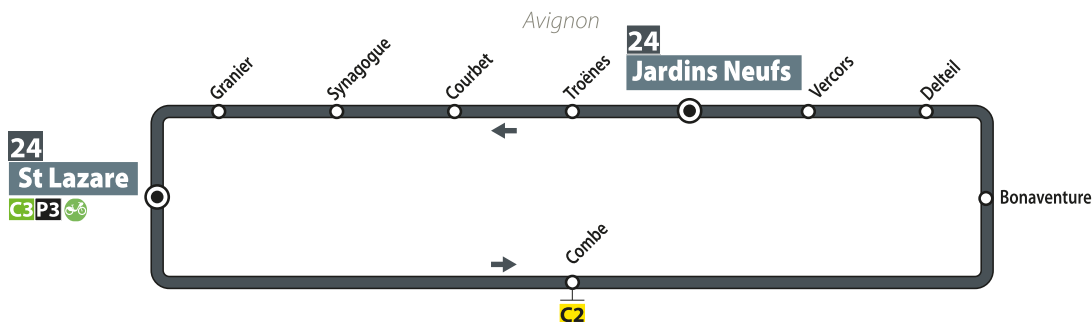 Avignon
24
Jardins Neufs
Granier
Synagogue
Courbet
Troënes
Vercors
Delteil
24
St Lazare
C3 P3
Bonaventure
Combe
C2